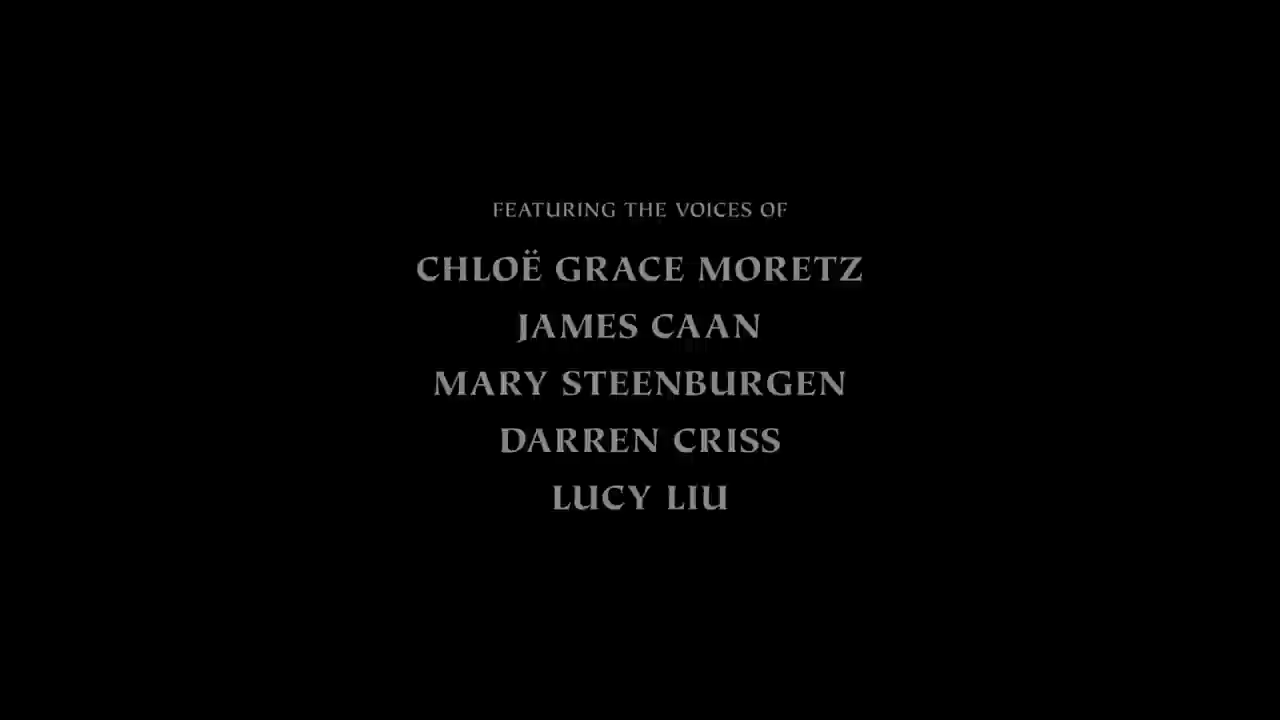 FEATURING THE VOICES OF
CHLOË GRACE MORETZ
JAMES CAAN
MARY STEENBURGEN
DARREN CRISS
LUCY LIU